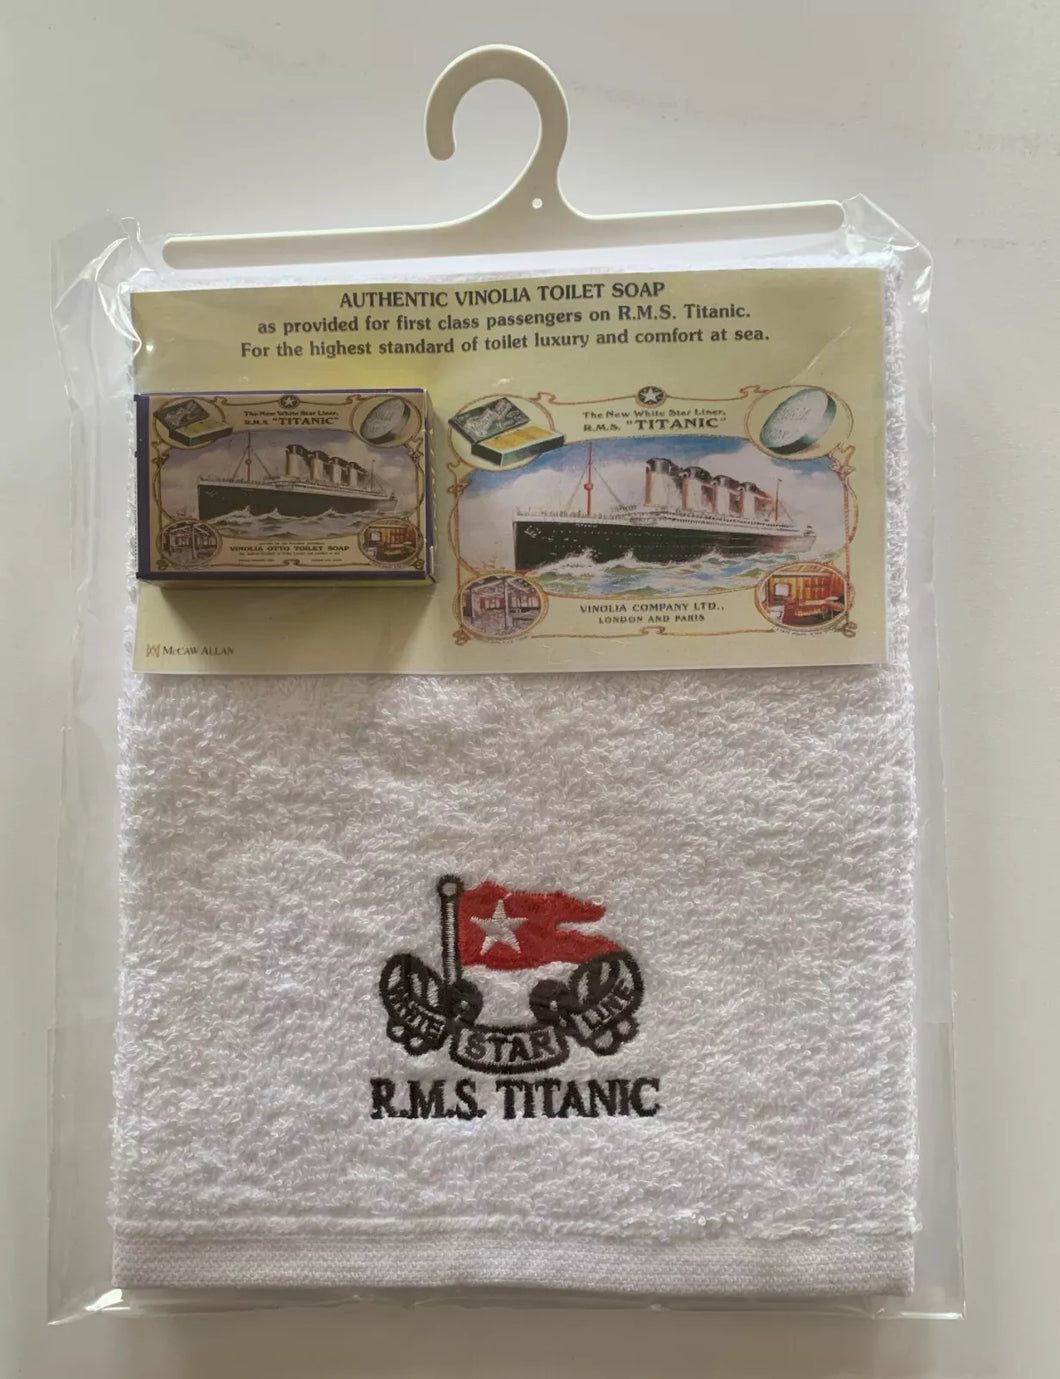 AUTHENTIC VINOLIA TOILET SOAP
as provided for first class passengers on R.M.S. Titanic.
For the highest standard of toilet luxury and comfort at sea.
The New White Star Liner,
R.M.S. "TITANIC"
VINOLIA OTTO TOILET SOAP
The New White Star Liner,
R.M.S. "TITANIC"
VINOLIA COMPANY LTD.,
LONDON AND PARIS
McCAW ALLAN
WHITE STAR LINE
R.M.S. TITANIC